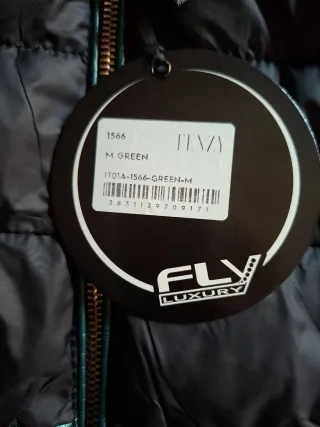 1566 FENZY
M GREEN
IT01A-1566-GREEN-M
3831129709171
FLY
LUXURY